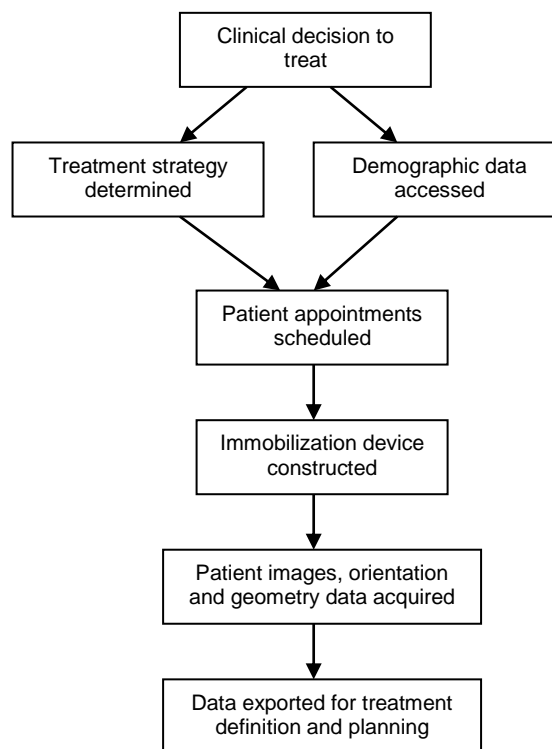 Clinical decision to
treat
Treatment strategy
determined
Demographic data
accessed
Patient appointments
scheduled
Immobilization device
constructed
Patient images, orientation
and geometry data acquired
Data exported for treatment
definition and planning